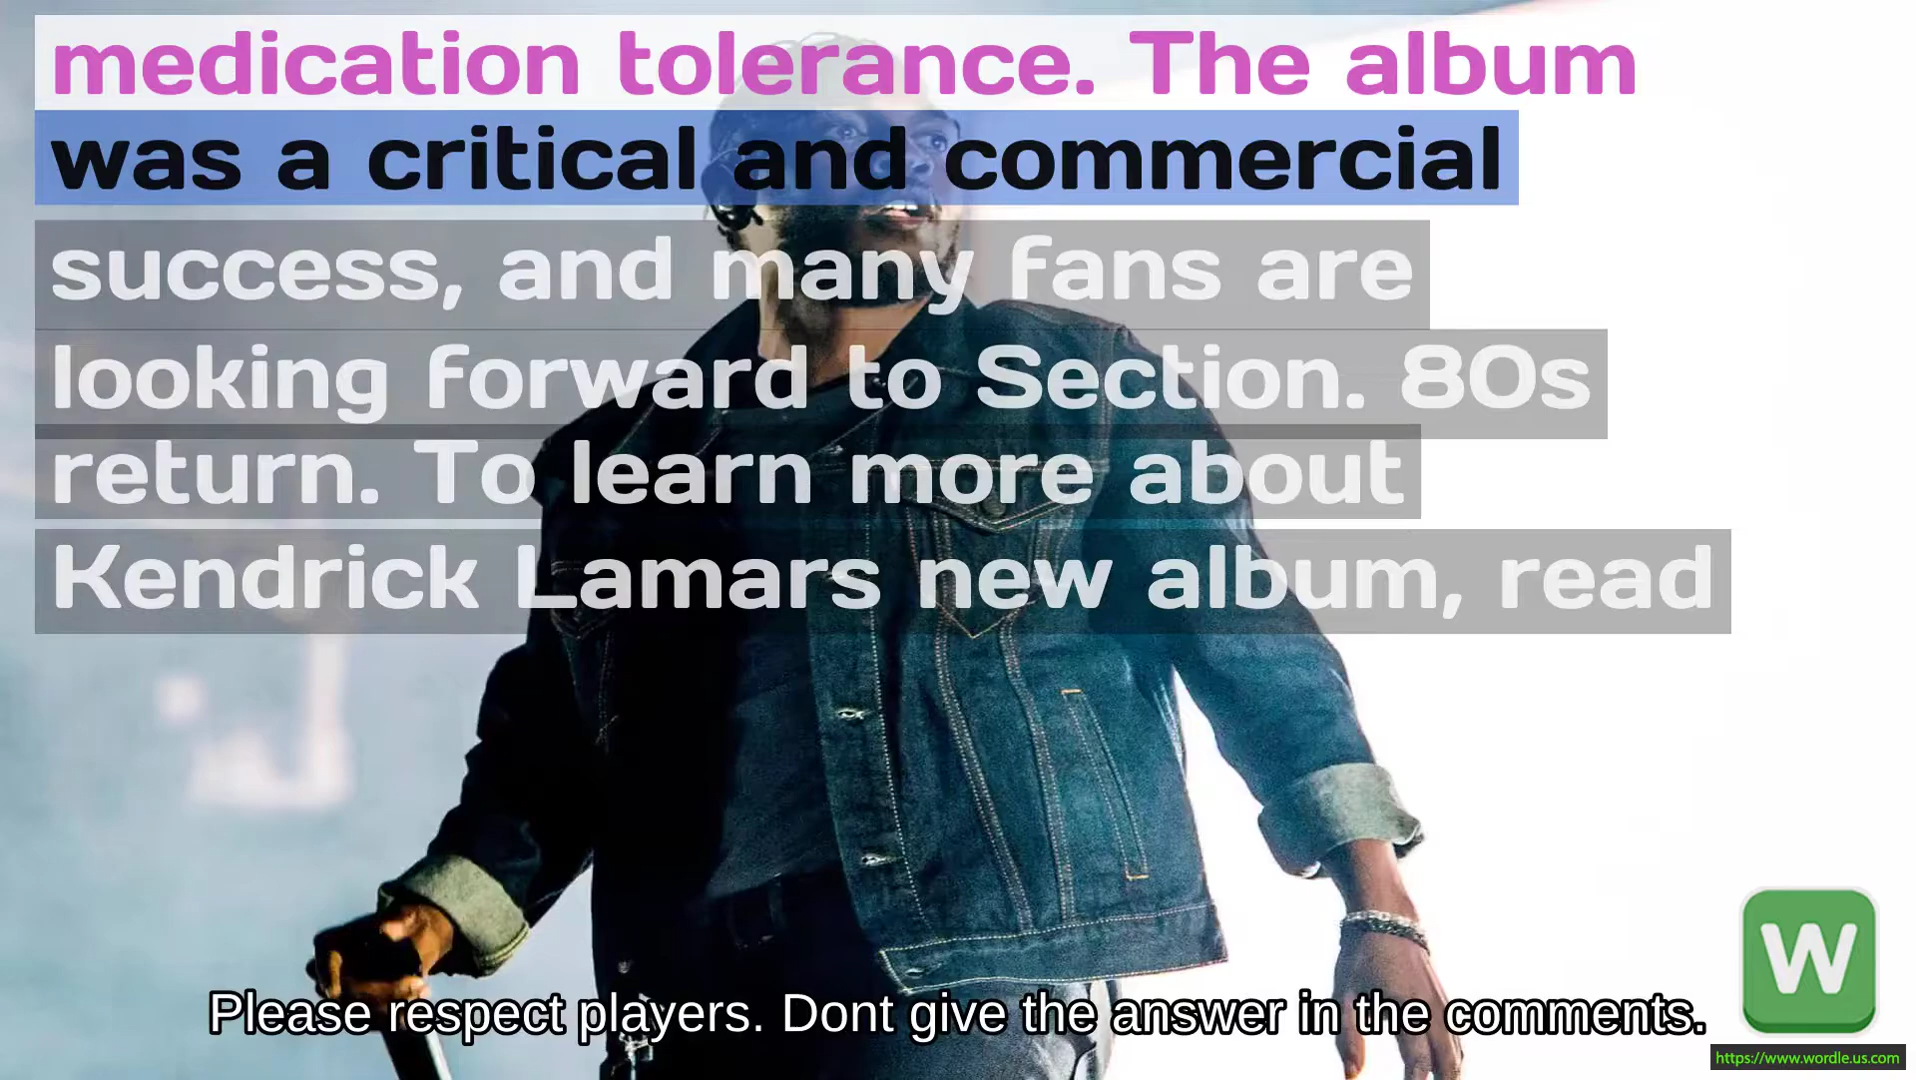 medication tolerance. The album
was a critical and commercial
success, and many fans are
looking forward to Section. 80s
return. To learn more about
Kendrick Lamars new album, read
W
Please respect players. Dont give the answer in the comments.
https://www.wordle.us.com